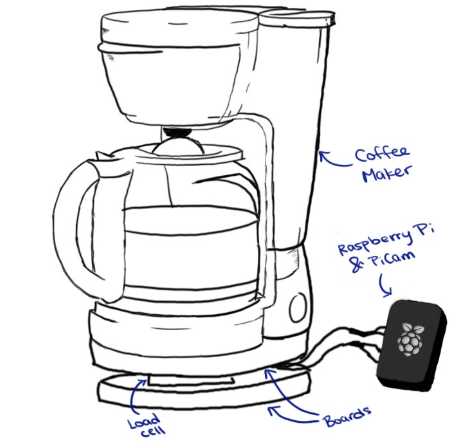 Coffee
Maker
Raspberry Pi
& PiCam
Load
cell
Boards